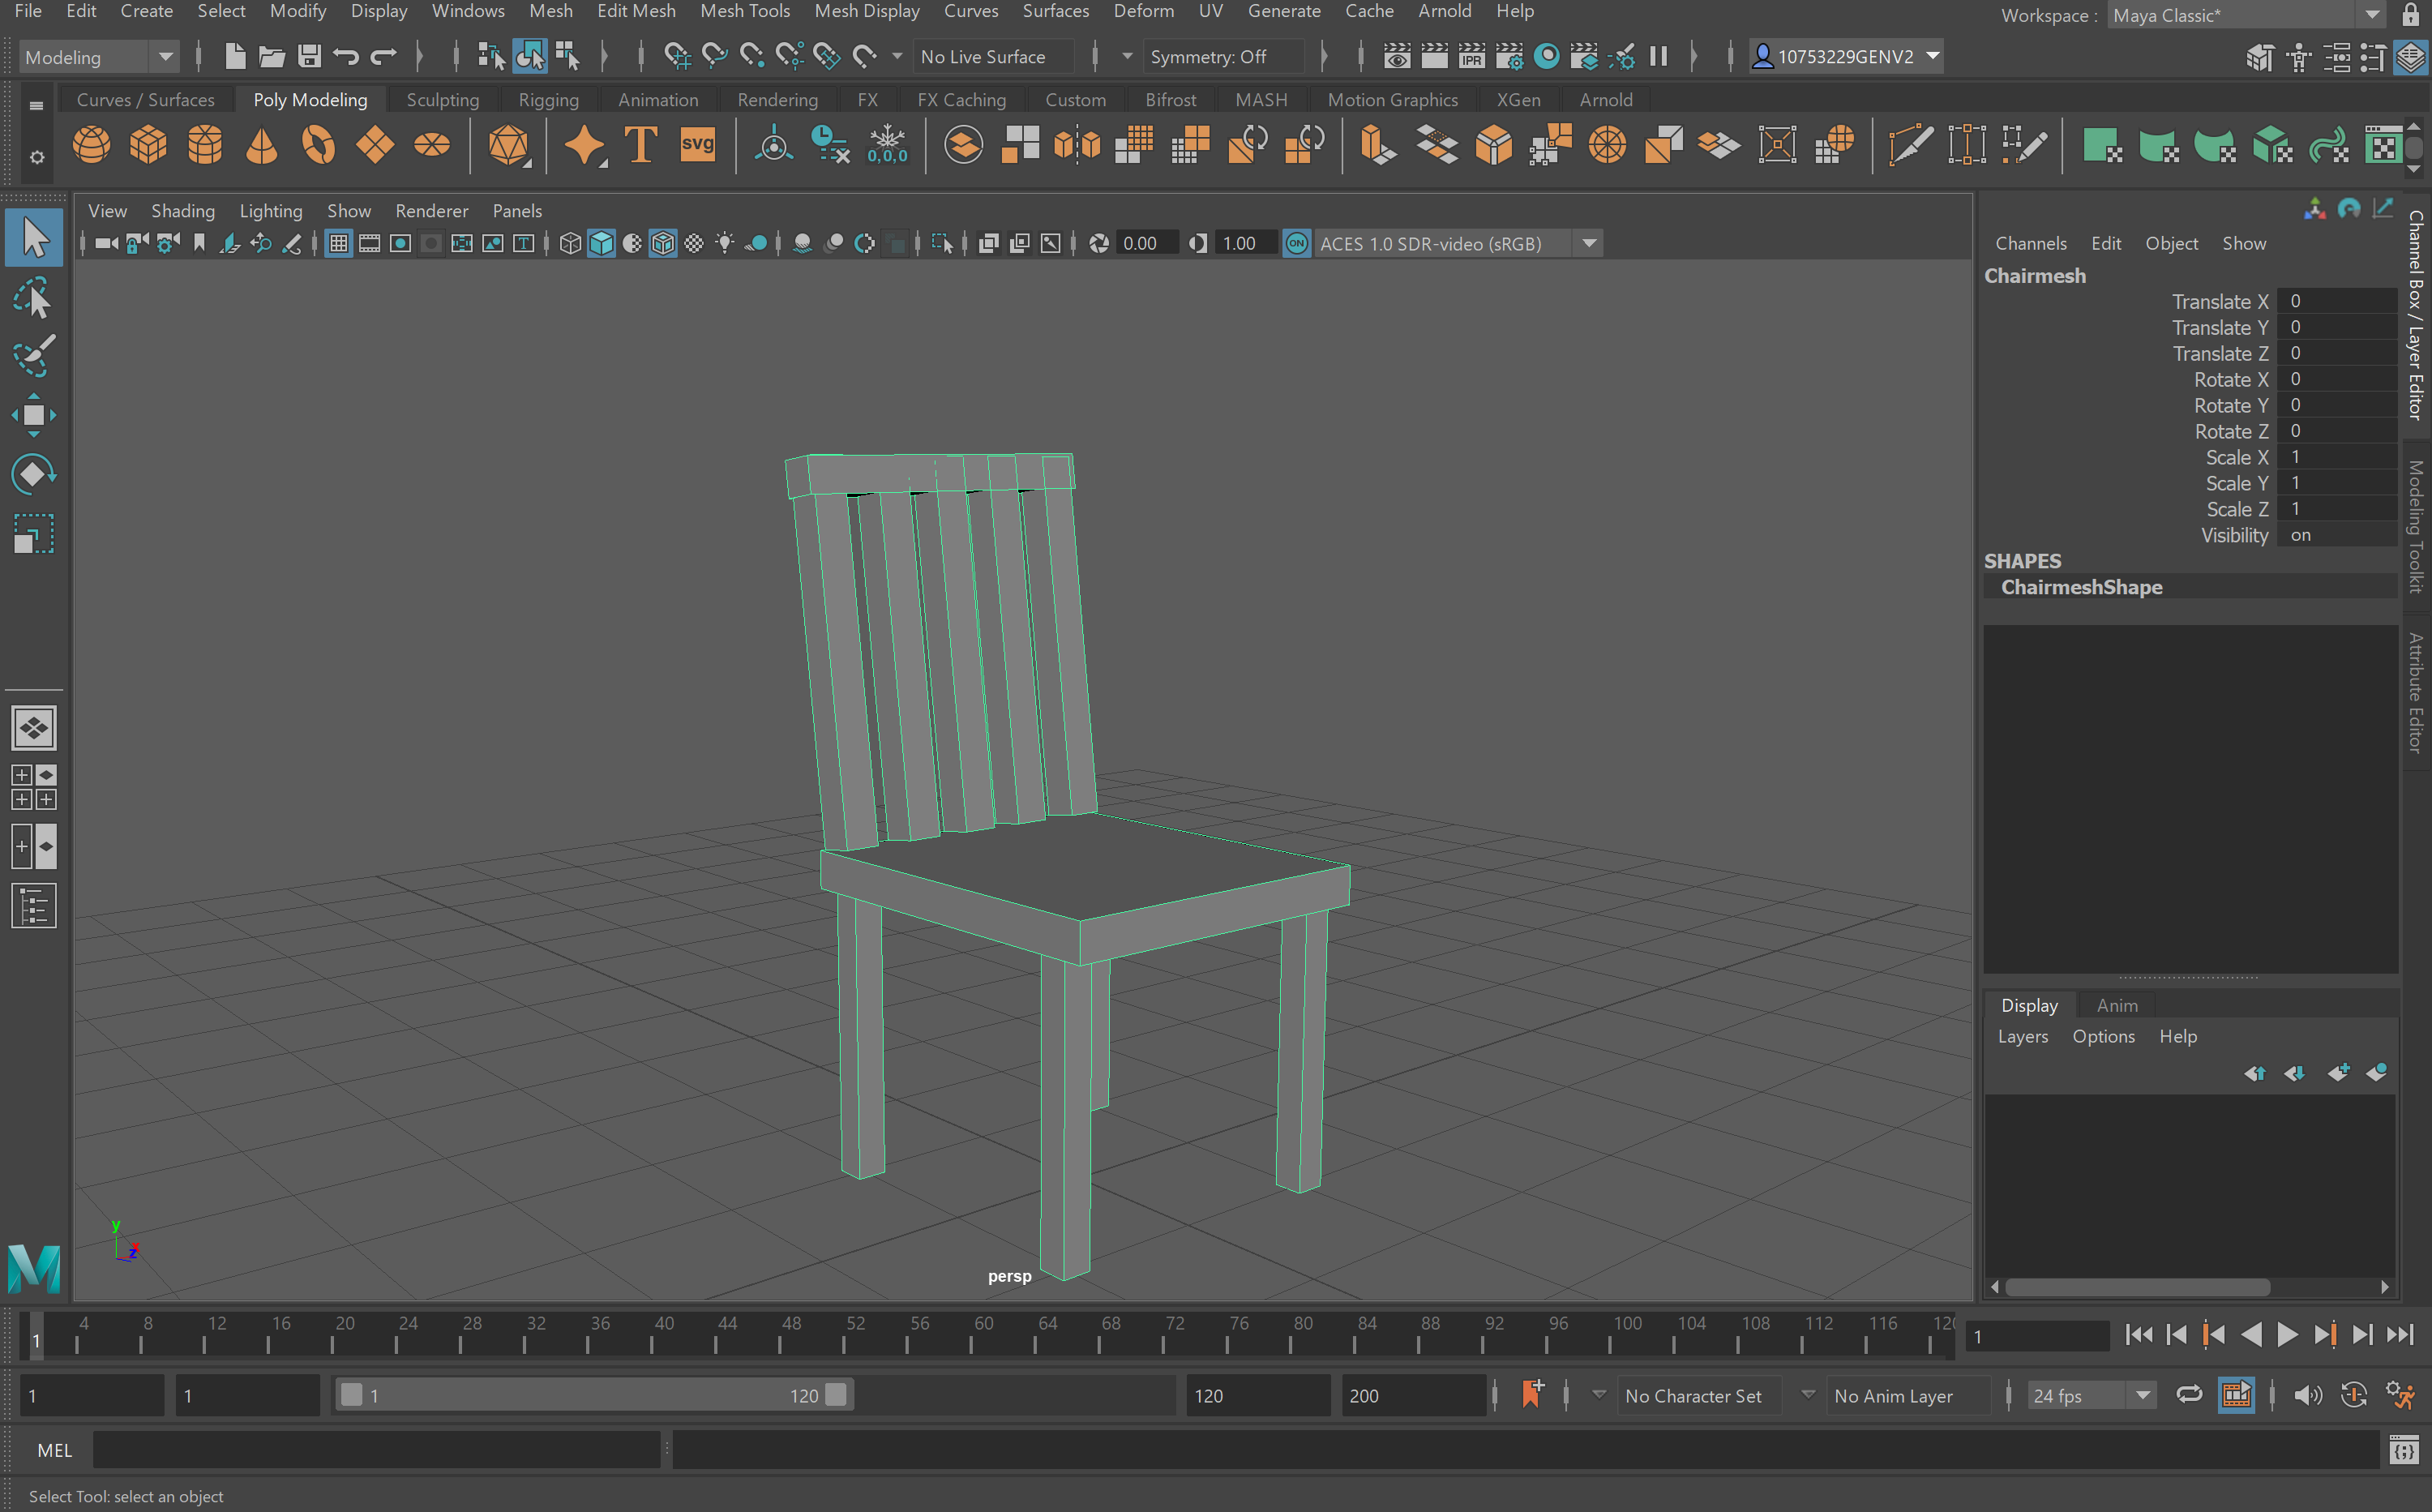 File Edit Create Select Modify Display Windows Mesh Edit Mesh Mesh Tools Mesh Display Curves Surfaces Deform UV Generate Cache Arnold Help
Workspace : Maya Classic*
Modeling No Live Surface Symmetry: Off IPR 10753229GENV2
Curves / Surfaces Poly Modeling Sculpting Rigging Animation Rendering FX FX Caching Custom Bifrost MASH Motion Graphics XGen Arnold
T svg 0,0,0
View Shading Lighting Show Renderer Panels
T 0.00 1.00 ON ACES 1.0 SDR-video (sRGB)
Channels Edit Object Show
Chairmesh
Translate X 0
Translate Y 0
Translate Z 0
Rotate X 0
Rotate Y 0
Rotate Z 0
Scale X 1
Scale Y 1
Scale Z 1
Visibility on
SHAPES
ChairmeshShape
Channel Box / Layer Editor
Modeling Toolkit
Attribute Editor
Display Anim
Layers Options Help
y
z
persp
M
1 4 8 12 16 20 24 28 32 36 40 44 48 52 56 60 64 68 72 76 80 84 88 92 96 100 104 108 112 116 1
1 1 1 120 120 200 No Character Set No Anim Layer 24 fps
MEL
Select Tool: select an object